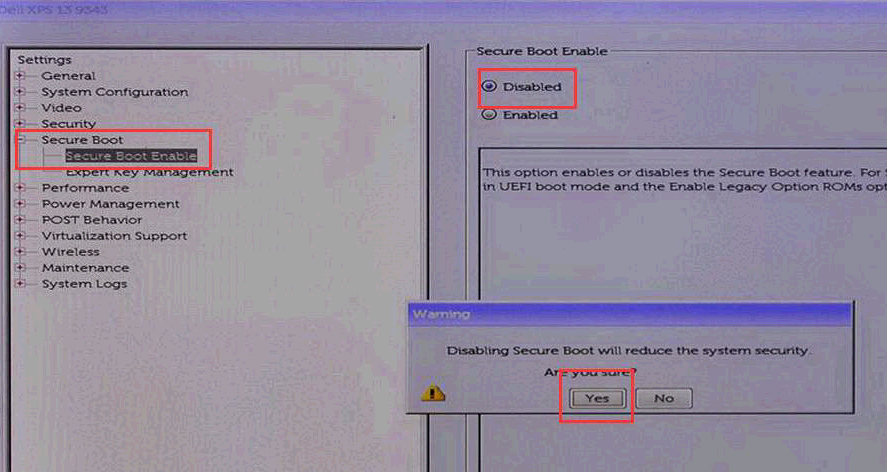 Dell XPS 13 9343
Settings
General
System Configuration
Video
Security
Secure Boot
Secure Boot Enable
Expert Key Management
Performance
Power Management
POST Behavior
Virtualization Support
Wireless
Maintenance
System Logs
Secure Boot Enable
Disabled
Enabled
This option enables or disables the Secure Boot feature. For
in UEFI boot mode and the Enable Legacy Option ROMs
Warning
Disabling Secure Boot will reduce the system security.
Are you sure?
Yes
No